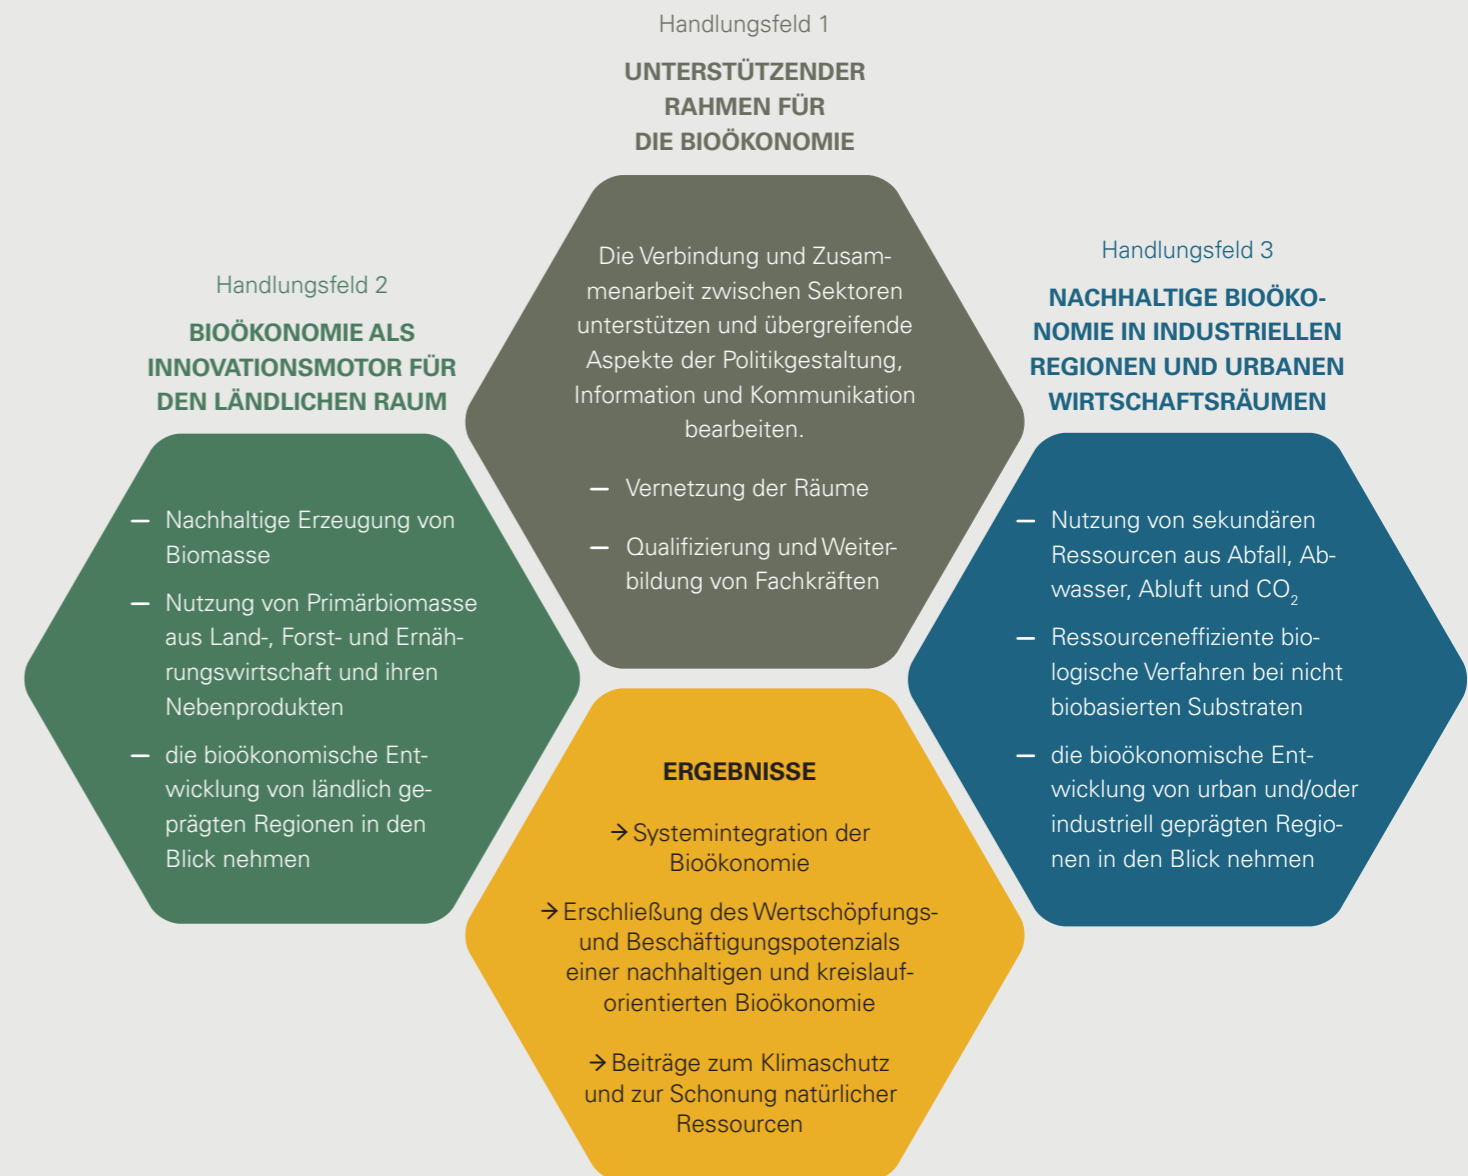 Handlungsfeld 1
UNTERSTÜTZENDER
RAHMEN FÜR
DIE BIOÖKONOMIE
Die Verbindung und Zusam-
menarbeit zwischen Sektoren
unterstützen und übergreifende
Aspekte der Politikgestaltung,
Information und Kommunikation
bearbeiten.
— Vernetzung der Räume
— Qualifizierung und Weiter-
bildung von Fachkräften
Handlungsfeld 2
BIOÖKONOMIE ALS
INNOVATIONSMOTOR FÜR
DEN LÄNDLICHEN RAUM
— Nachhaltige Erzeugung von
Biomasse
— Nutzung von Primärbiomasse
aus Land-, Forst- und Ernäh-
rungswirtschaft und ihren
Nebenprodukten
— die bioökonomische Ent-
wicklung von ländlich ge-
prägten Regionen in den
Blick nehmen
Handlungsfeld 3
NACHHALTIGE BIOÖKO-
NOMIE IN INDUSTRIELLEN
REGIONEN UND URBANEN
WIRTSCHAFTSRÄUMEN
— Nutzung von sekundären
Ressourcen aus Abfall, Ab-
wasser, Abluft und CO₂
— Ressourceneffiziente bio-
logische Verfahren bei nicht
biobasierten Substraten
— die bioökonomische Ent-
wicklung von urban und/oder
industriell geprägten Regio-
nen in den Blick nehmen
ERGEBNISSE
→ Systemintegration der
Bioökonomie
→ Erschließung des Wertschöpfungs-
und Beschäftigungspotenzials
einer nachhaltigen und kreislauf-
orientierten Bioökonomie
→ Beiträge zum Klimaschutz
und zur Schonung natürlicher
Ressourcen